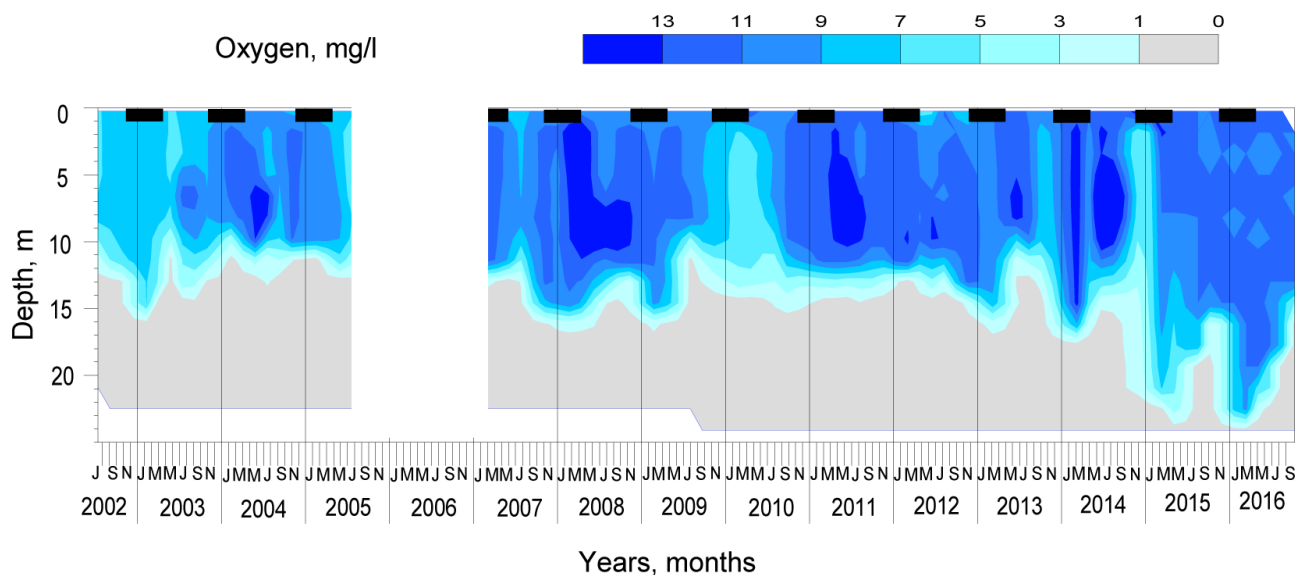 13 11 9 7 5 3 1 0
Oxygen, mg/l
0
5
10
15
20
Depth, m
J S N J M M J S N J M M J S N J M M J S N J M M J S N J M M J S N J M M J S N J M M J S N J M M J S N J M M J S N J M M J S N J M M J S N J M M J S N J M M J S N J M M J S
2002 2003 2004 2005 2006 2007 2008 2009 2010 2011 2012 2013 2014 2015 2016
Years, months